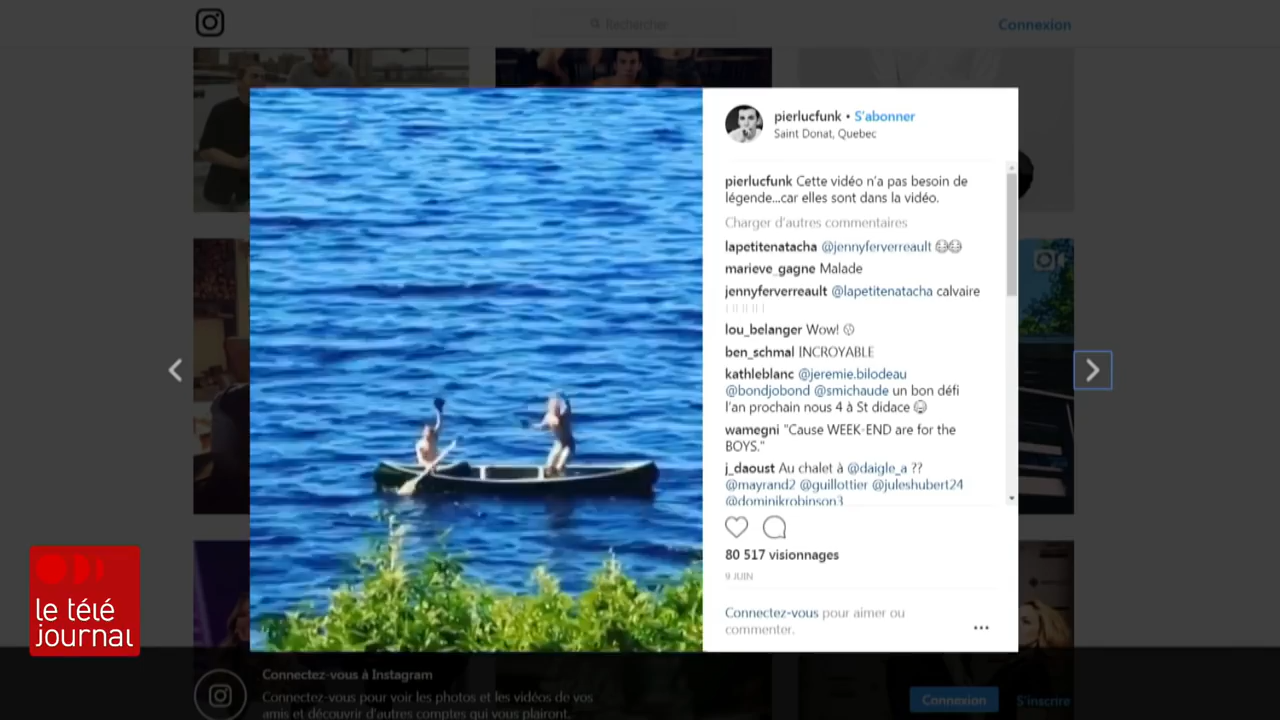 Rechercher
Connexion
pierlucfunk • S'abonner
Saint Donat, Quebec
pierlucfunk Cette vidéo n'a pas besoin de
légende...car elles sont dans la vidéo.
Charger d'autres commentaires
lapetitenatacha @jennyferverreault
marieve_gagne Malade
jennyferverreault @lapetitenatacha calvaire
lou_belanger Wow!
ben_schmal INCROYABLE
kathleblanc @jeremie.bilodeau
@bondjobond @smichaude un bon défi
l'an prochain nous 4 à St didace
wamegni "Cause WEEK-END are for the
BOYS."
j_daoust Au chalet à @daigle_a ??
@mayrand2 @guillottier @juleshubert24
@dominikrobinson3
80 517 visionnages
9 JUIN
Connectez-vous pour aimer ou
commenter.
le télé
journal
Connectez-vous à Instagram
Connectez-vous pour voir les photos et les vidéos de vos
amis et découvrir d'autres comptes qui vous plairont.
Connexion
S'inscrire